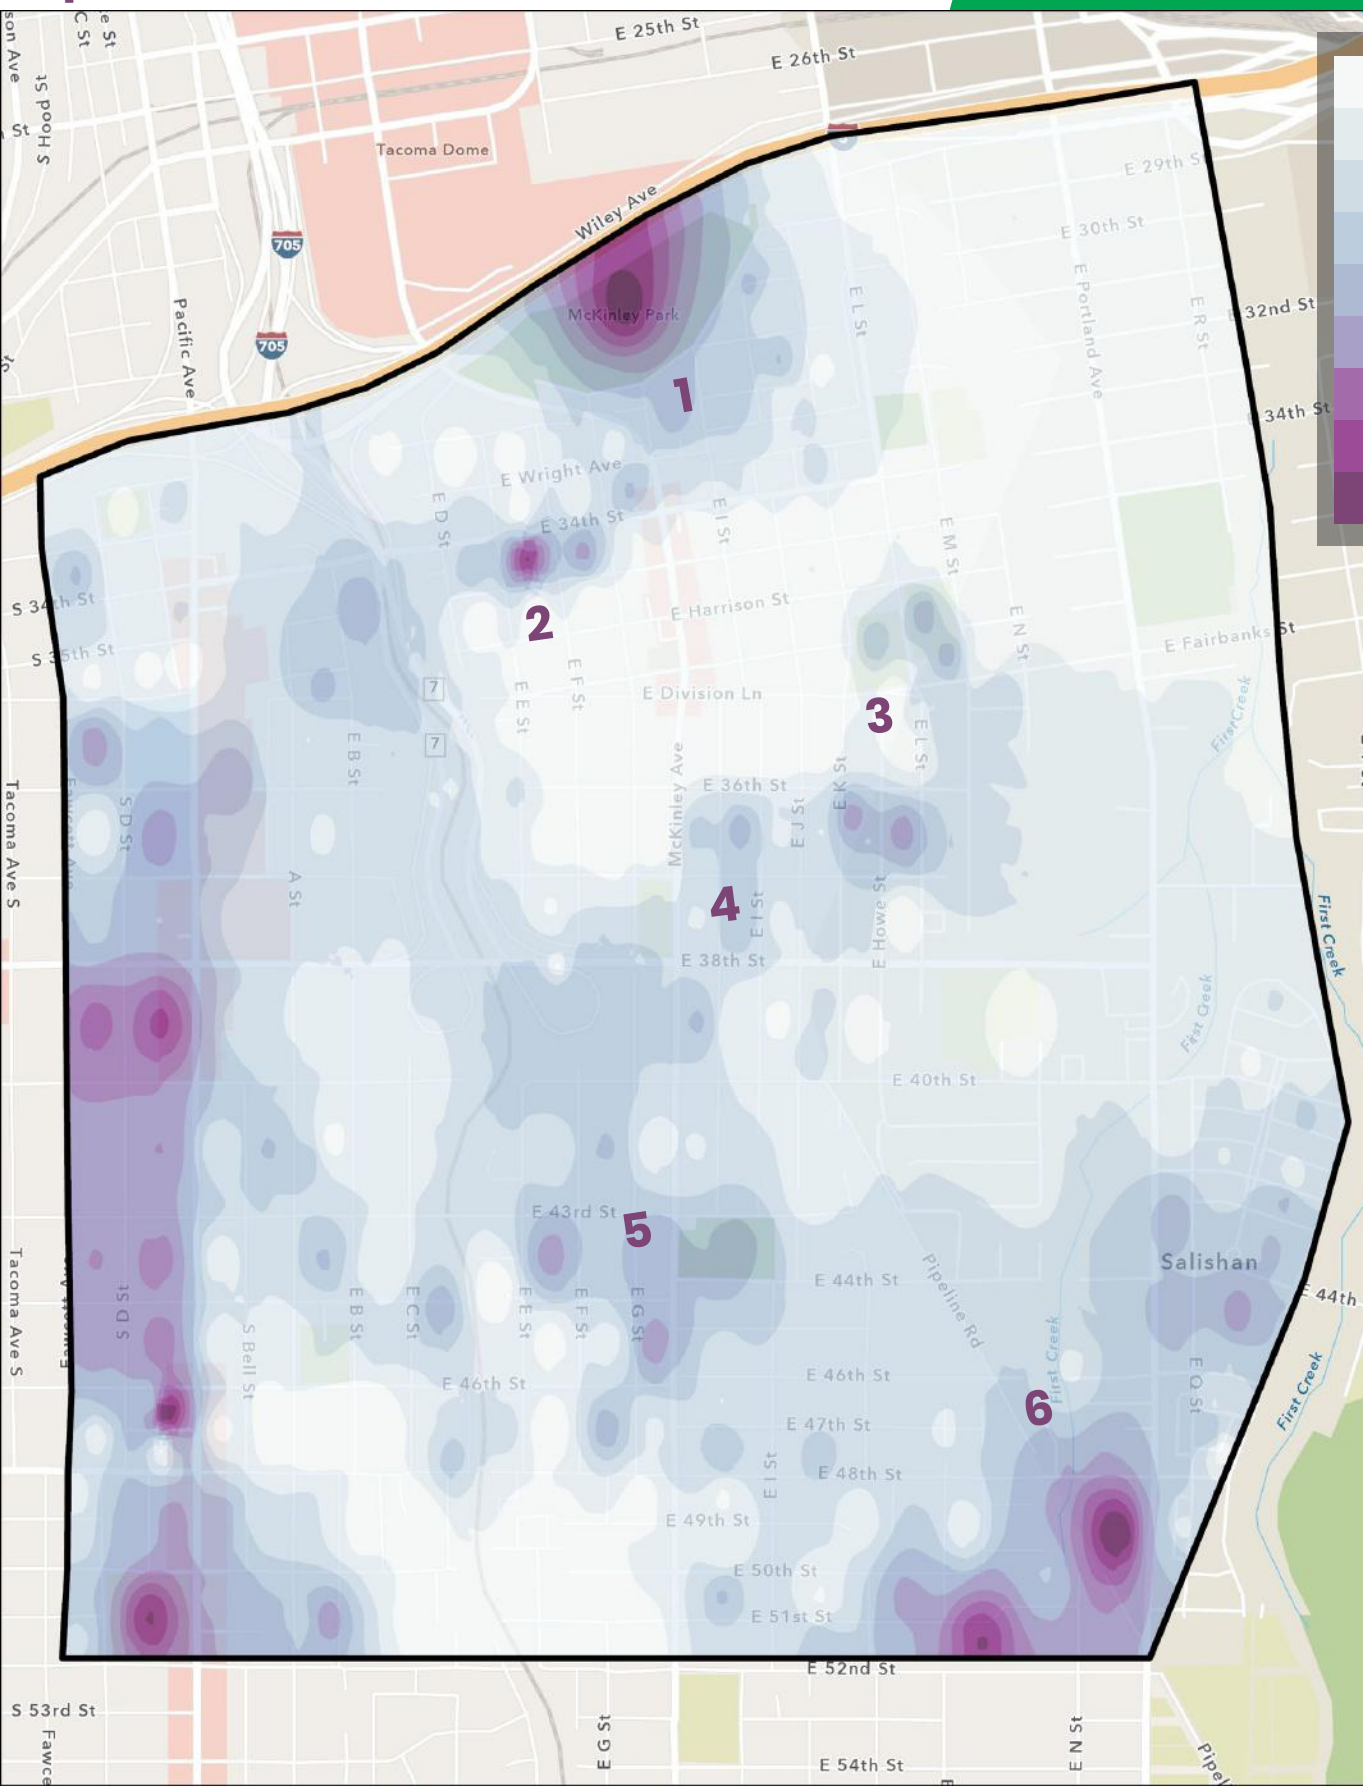 E 25th St
E 26th St
S Hood St
C St
Tacoma Dome
Wiley Ave
705
E 29th St
E 30th St
McKinley Park
E L St
E Portland Ave
E R St
E 32nd St
705
Pacific Ave
1
E 34th St
E Wright Ave
E D St
E 34th St
E I St
E M St
S 34th St
E Harrison St
E N St
E Fairbanks St
2
S 35th St
E F St
E E St
7
E Division Ln
3
E L St
First Creek
7
E B St
McKinley Ave
E 36th St
E J St
E K St
Tacoma Ave S
S D St
Fawcett Ave
A St
4
E I St
E Howe St
First Creek
E 38th St
First Creek
E 40th St
E 43rd St
5
Salishan
E 44th St
E 44th
Pipeline Rd
Tacoma Ave S
S D St
S Bell St
E B St
E C St
E E St
E F St
E G St
First Creek
E 46th St
E 46th St
E Q St
First Creek
6
E 47th St
E 48th St
E I St
E 49th St
E 50th St
E 51st St
E 52nd St
S 53rd St
Fawce
E G St
E 54th St
E N St
Pipel